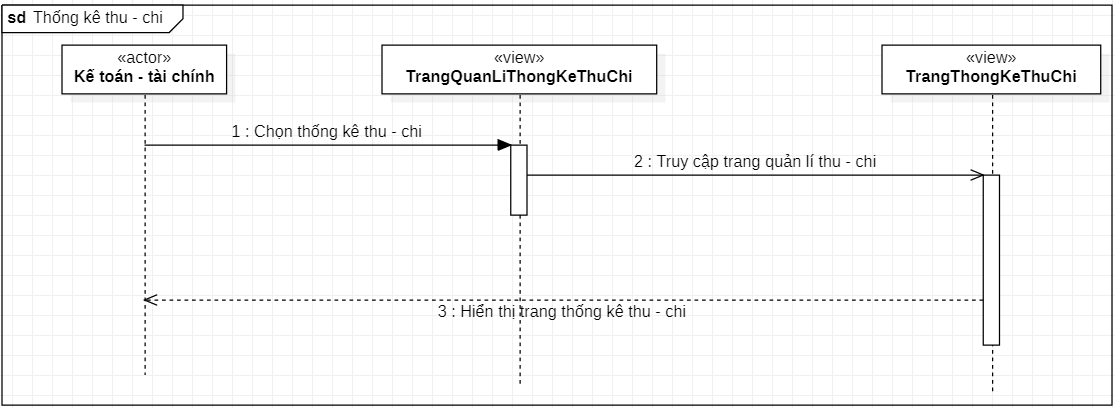 sd Thống kê thu - chi
«actor»
Kế toán - tài chính
«view»
TrangQuanLiThongKeThuChi
«view»
TrangThongKeThuChi
1 : Chọn thống kê thu - chi
2 : Truy cập trang quản lí thu - chi
3 : Hiển thị trang thống kê thu - chi